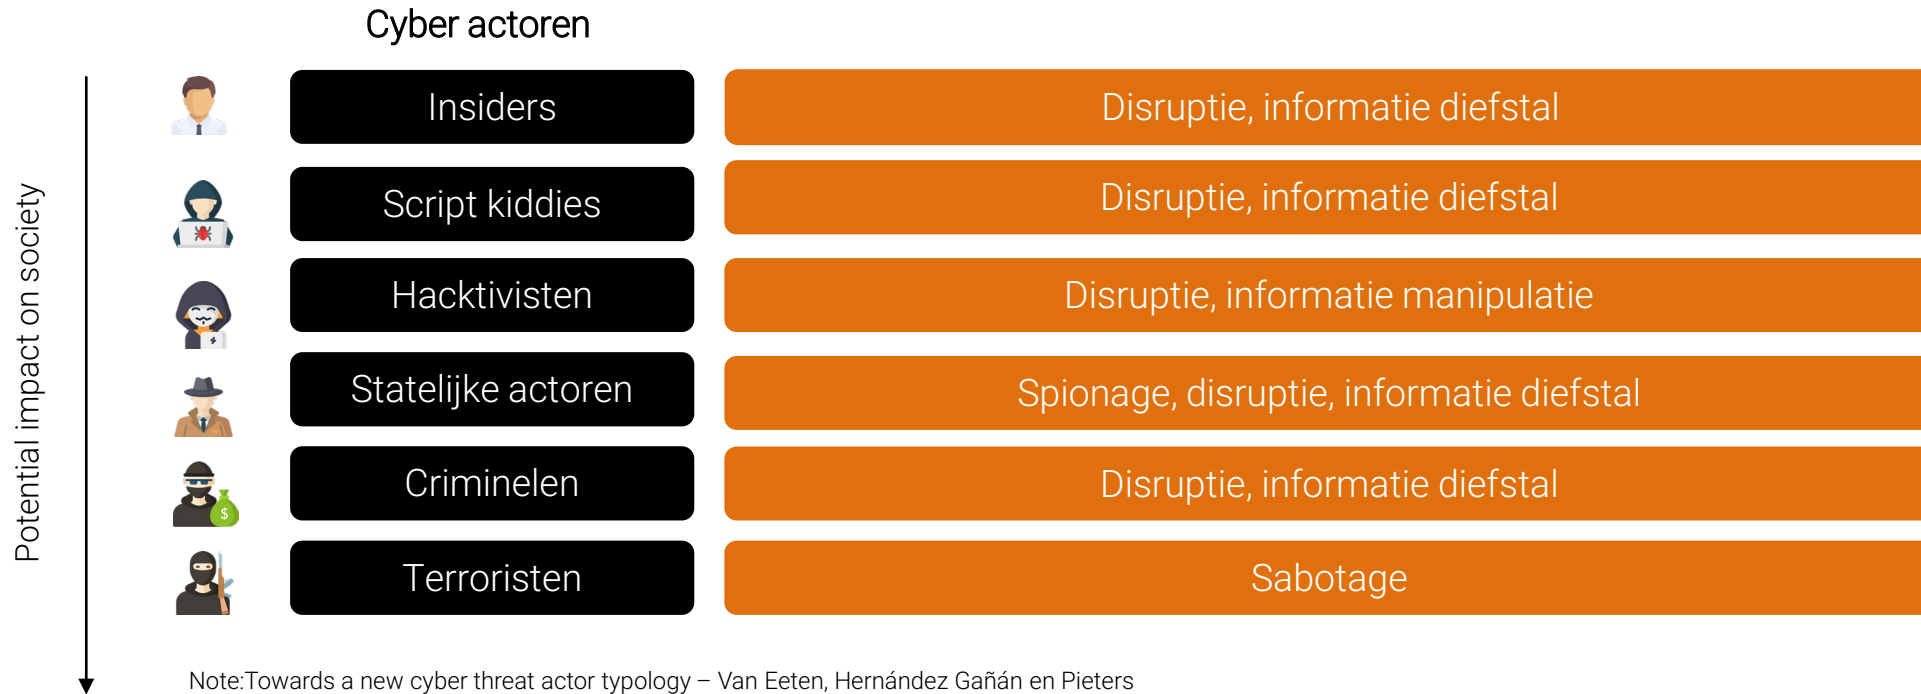 Cyber actoren
Potential impact on society
Insiders
Disruptie, informatie diefstal
Script kiddies
Disruptie, informatie diefstal
Hacktivisten
Disruptie, informatie manipulatie
Statelijke actoren
Spionage, disruptie, informatie diefstal
Criminelen
Disruptie, informatie diefstal
$
Terroristen
Sabotage
Note:Towards a new cyber threat actor typology – Van Eeten, Hernández Gañán en Pieters